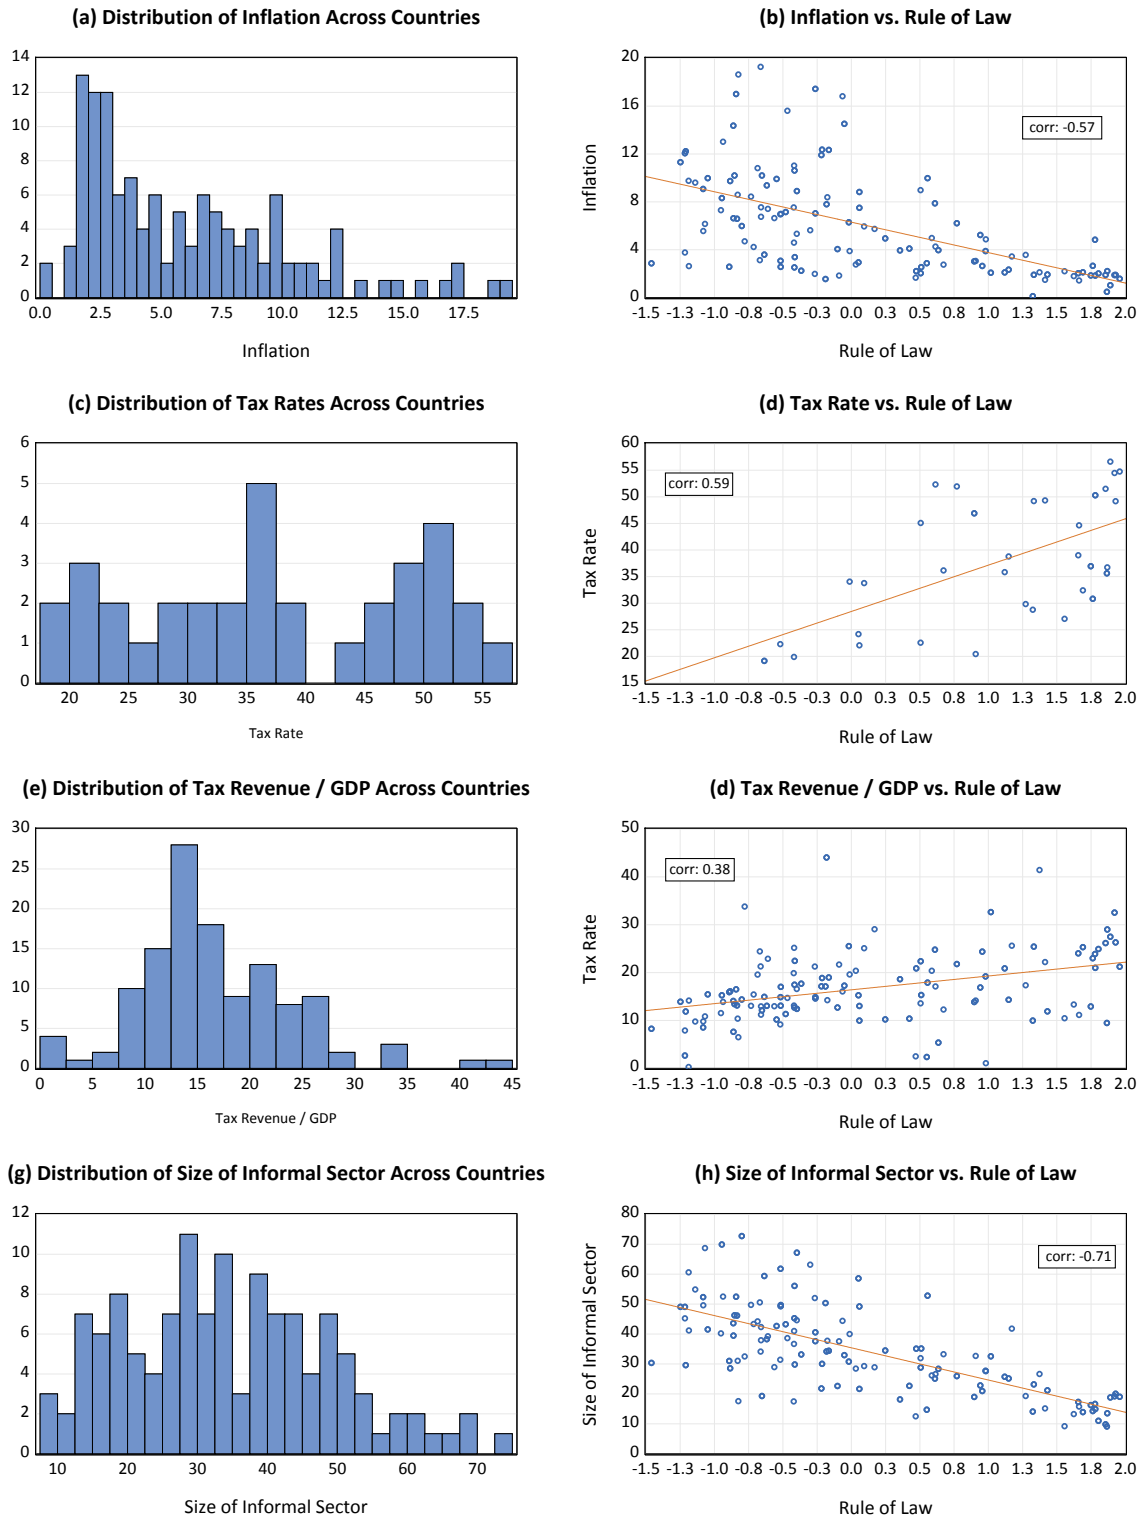 (a) Distribution of Inflation Across Countries
14
12
10
8
6
4
2
0
0.0 2.5 5.0 7.5 10.0 12.5 15.0 17.5
Inflation
(b) Inflation vs. Rule of Law
20
16
12
8
4
0
Inflation
corr: -0.57
-1.5 -1.3 -1.0 -0.8 -0.5 -0.3 0.0 0.3 0.5 0.8 1.0 1.3 1.5 1.8 2.0
Rule of Law
(c) Distribution of Tax Rates Across Countries
6
5
4
3
2
1
0
20 25 30 35 40 45 50 55
Tax Rate
(d) Tax Rate vs. Rule of Law
60
55
50
45
40
35
30
25
20
15
Tax Rate
corr: 0.59
-1.5 -1.3 -1.0 -0.8 -0.5 -0.3 0.0 0.3 0.5 0.8 1.0 1.3 1.5 1.8 2.0
Rule of Law
(e) Distribution of Tax Revenue / GDP Across Countries
30
25
20
15
10
5
0
0 5 10 15 20 25 30 35 40 45
Tax Revenue / GDP
(d) Tax Revenue / GDP vs. Rule of Law
50
40
30
20
10
0
Tax Rate
corr: 0.38
-1.5 -1.3 -1.0 -0.8 -0.5 -0.3 0.0 0.3 0.5 0.8 1.0 1.3 1.5 1.8 2.0
Rule of Law
(g) Distribution of Size of Informal Sector Across Countries
12
10
8
6
4
2
0
10 20 30 40 50 60 70
Size of Informal Sector
(h) Size of Informal Sector vs. Rule of Law
80
70
60
50
40
30
20
10
0
Size of Informal Sector
corr: -0.71
-1.5 -1.3 -1.0 -0.8 -0.5 -0.3 0.0 0.3 0.5 0.8 1.0 1.3 1.5 1.8 2.0
Rule of Law